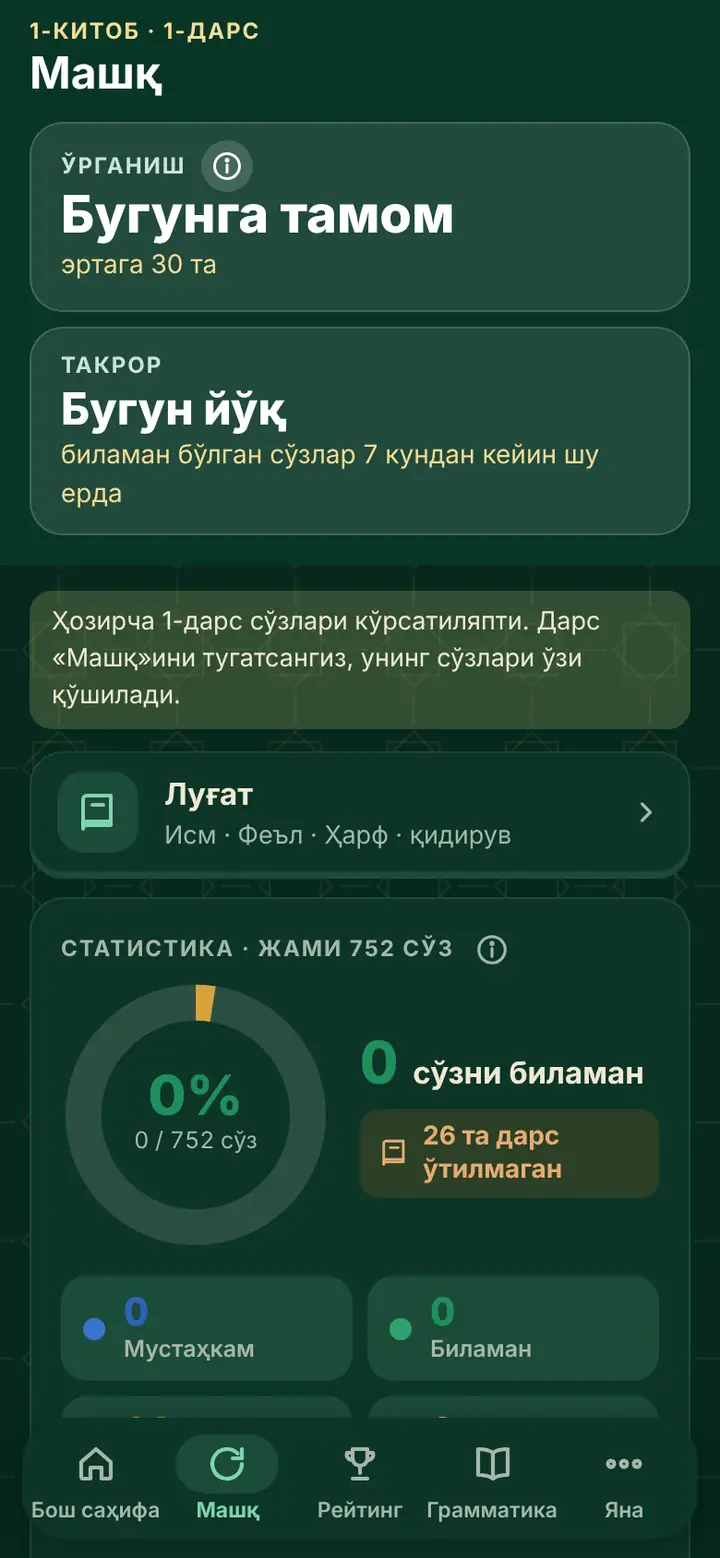 1-КИТОБ · 1-ДАРС
Машқ
ЎРГАНИШ
Бугунга тамом
эртага 30 та
ТАКРОР
Бугун йўқ
биламан бўлган сўзлар 7 кундан кейин шу
ерда
Ҳозирча 1-дарс сўзлари кўрсатиляпти. Дарс
«Машқ»ини тугатсангиз, унинг сўзлари ўзи
қўшилади.
Луғат
Исм · Феъл · Ҳарф · қидирув
СТАТИСТИКА · ЖАМИ 752 СЎЗ
0%
0 / 752 сўз
0 сўзни биламан
26 та дарс
ўтилмаган
0
Мустаҳкам
0
Биламан
Бош саҳифа
Машқ
Рейтинг
Грамматика
Яна